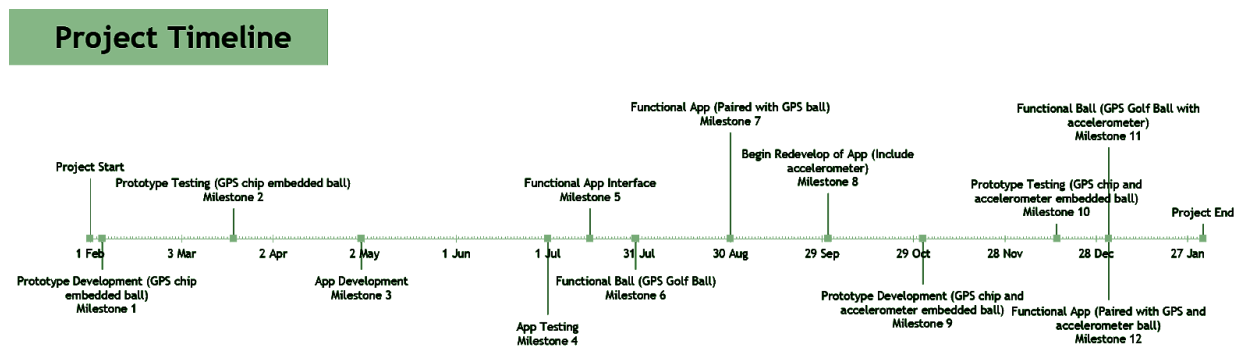 Project Timeline
Functional App (Paired with GPS ball)
Milestone 7
Functional Ball (GPS Golf Ball with
accelerometer)
Milestone 11
Begin Redevelop of App (Include
accelerometer)
Milestone 8
Project Start
Prototype Testing (GPS chip embedded ball)
Milestone 2
Functional App Interface
Milestone 5
Prototype Testing (GPS chip and
accelerometer embedded ball)
Milestone 10
Project End
1 Feb
3 Mar
2 Apr
2 May
1 Jun
1 Jul
31 Jul
30 Aug
29 Sep
29 Oct
28 Nov
28 Dec
27 Jan
Prototype Development (GPS chip
embedded ball)
Milestone 1
App Development
Milestone 3
App Testing
Milestone 4
Functional Ball (GPS Golf Ball)
Milestone 6
Prototype Development (GPS chip and
accelerometer embedded ball)
Milestone 9
Functional App (Paired with GPS and
accelerometer ball)
Milestone 12